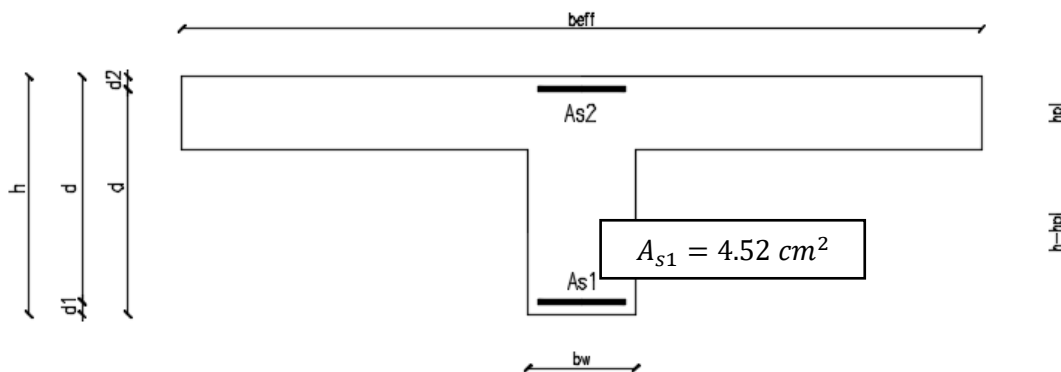 beff
d2
As2
hpl
h
d
d
A_{s1} = 4.52 cm^2
h-hpl
As1
d1
bw